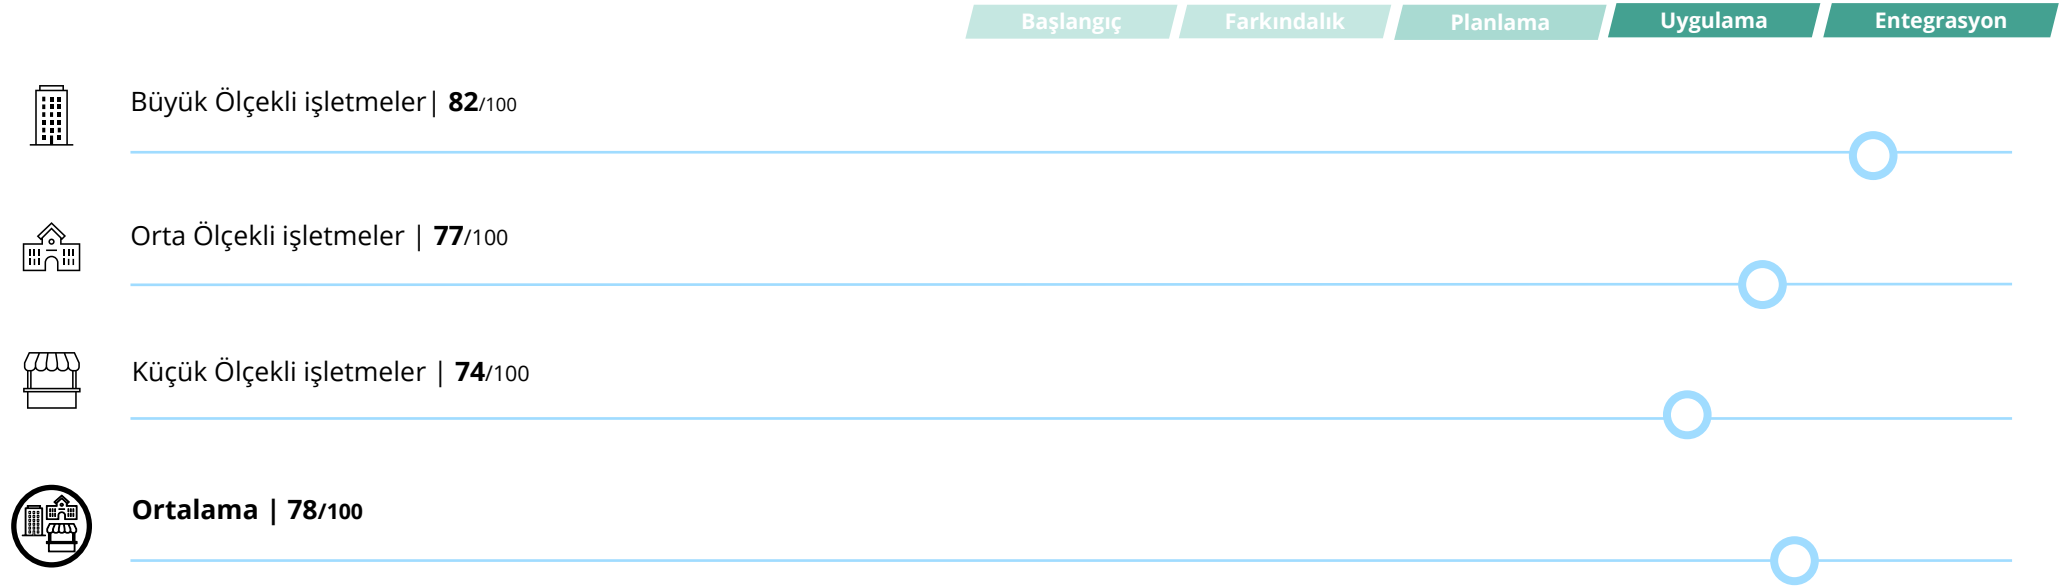 Başlangıç Farkındalık Planlama Uygulama Entegrasyon
Büyük Ölçekli işletmeler| 82/100
Orta Ölçekli işletmeler | 77/100
Küçük Ölçekli işletmeler | 74/100
Ortalama | 78/100